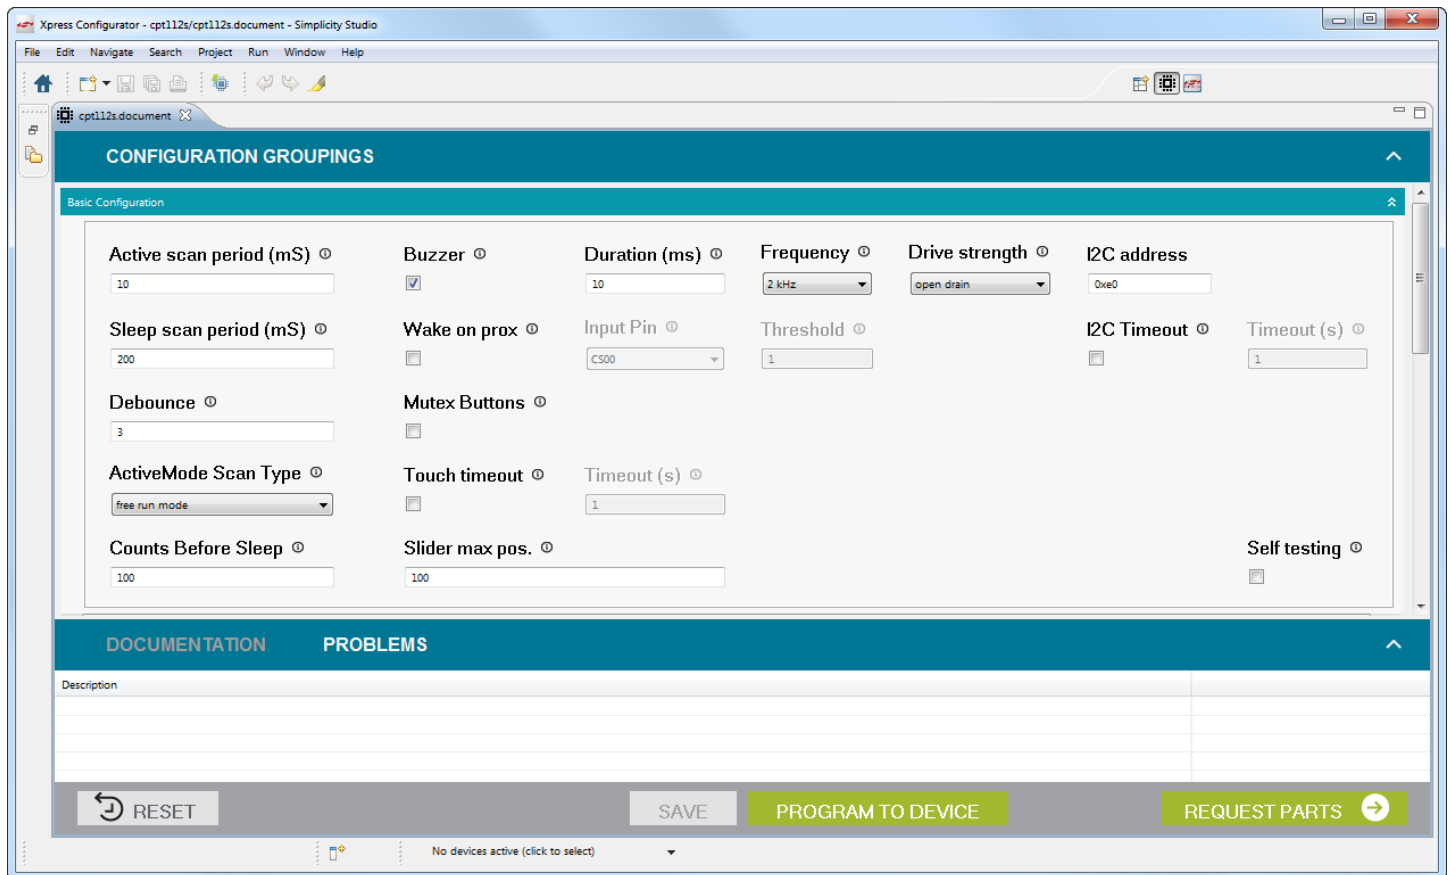 Xpress Configurator - cpt112s/cpt112s.document - Simplicity Studio
File Edit Navigate Search Project Run Window Help
cpt112s.document
CONFIGURATION GROUPINGS
Basic Configuration
Active scan period (mS) Buzzer Duration (ms) Frequency Drive strength I2C address
10 10 2 kHz open drain 0xe0
Sleep scan period (mS) Wake on prox Input Pin Threshold I2C Timeout Timeout (s)
200 CS00 1 1
Debounce Mutex Buttons
3
ActiveMode Scan Type Touch timeout Timeout (s)
free run mode 1
Counts Before Sleep Slider max pos. Self testing
100 100
DOCUMENTATION PROBLEMS
Description
RESET SAVE PROGRAM TO DEVICE REQUEST PARTS
No devices active (click to select)